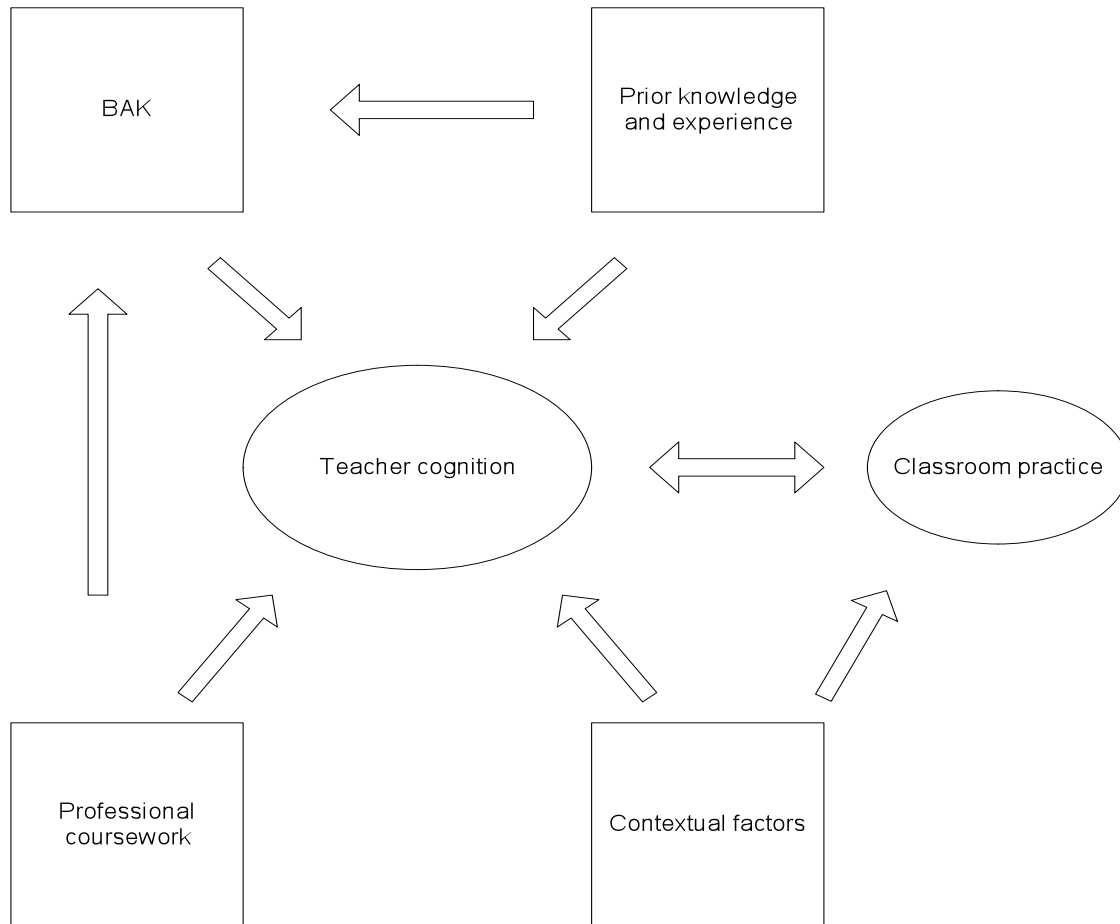 BAK
Prior knowledge
and experience
Teacher cognition
Classroom practice
Professional
coursework
Contextual factors